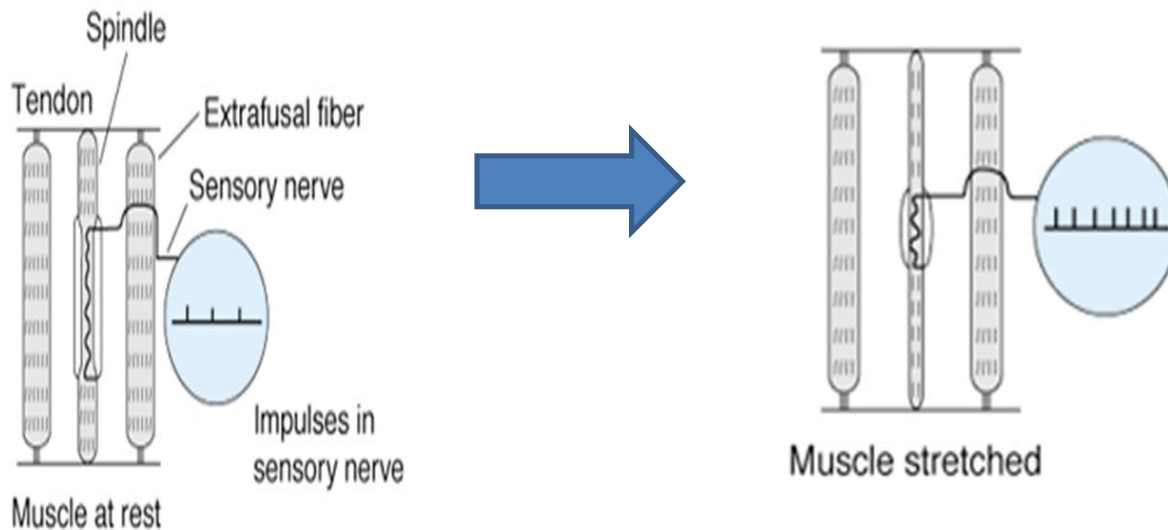 Spindle
Tendon
Extrafusal fiber
Sensory nerve
Impulses in
sensory nerve
Muscle at rest
Muscle stretched